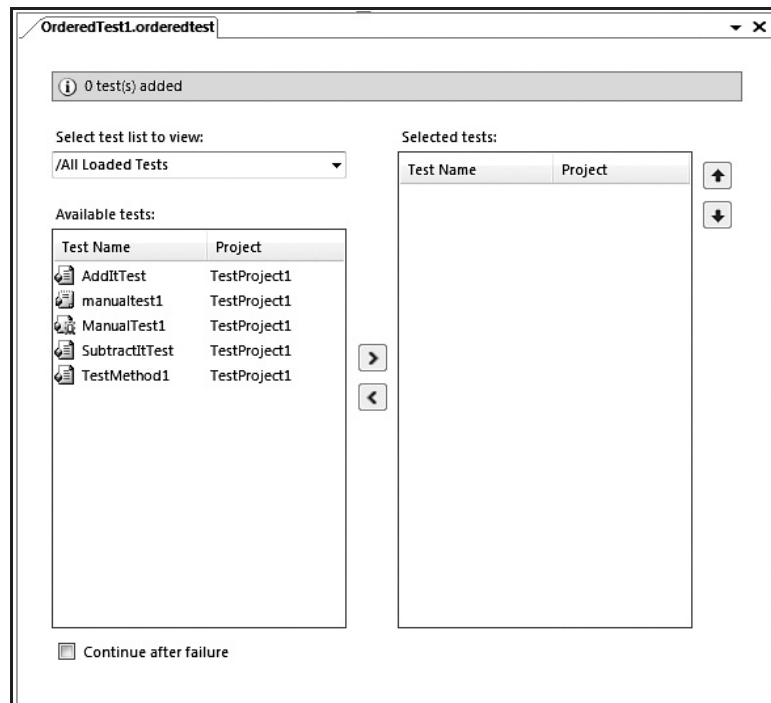 OrderedTest1.orderedtest
0 test(s) added
Select test list to view:
/All Loaded Tests
Available tests:
Test Name Project
AddItTest TestProject1
manualtest1 TestProject1
ManualTest1 TestProject1
SubtractItTest TestProject1
TestMethod1 TestProject1
Continue after failure
Selected tests:
Test Name Project